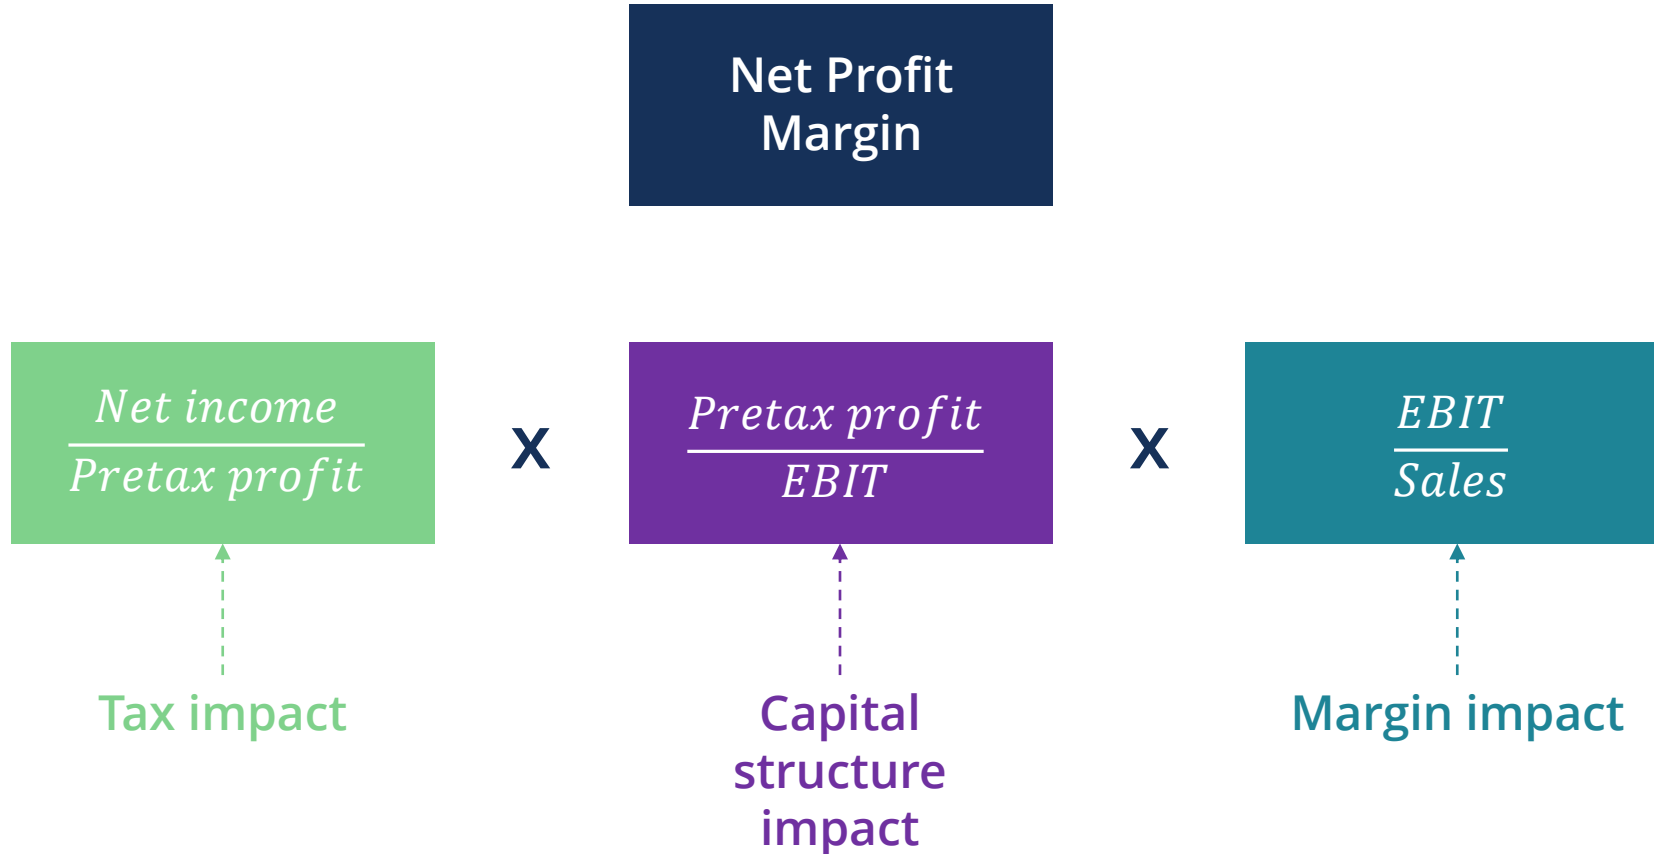 Net Profit
Margin
Net income
Pretax profit
X
Pretax profit
EBIT
X
EBIT
Sales
Tax impact
Capital
structure
impact
Margin impact